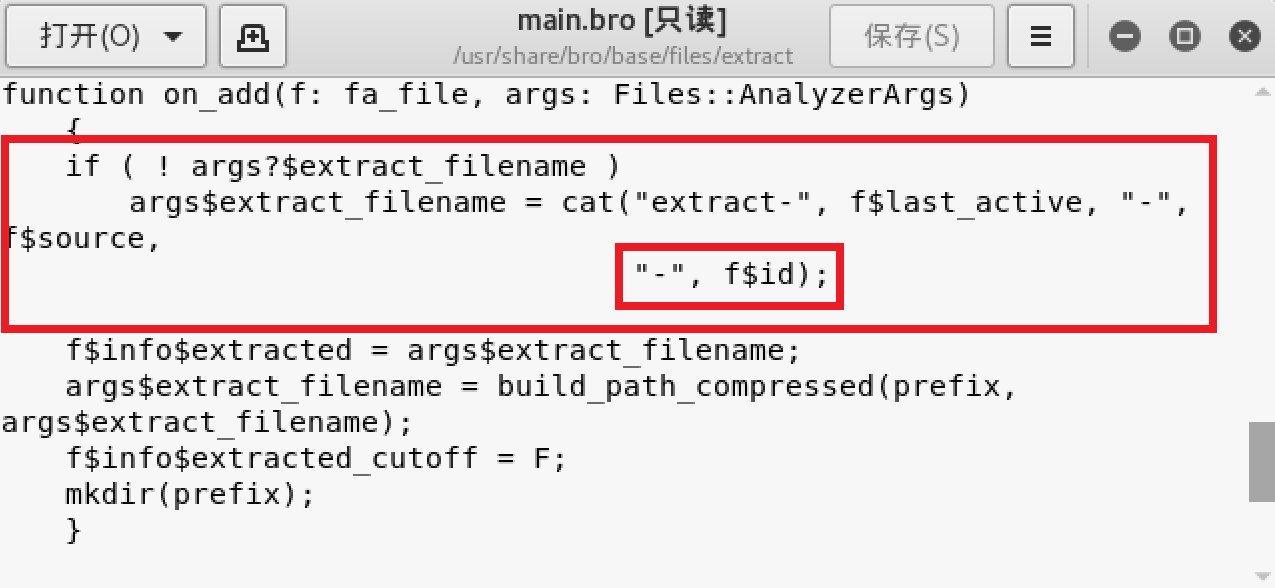 打开(O)
main.bro [只读]
/usr/share/bro/base/files/extract
保存(S)
function on_add(f: fa_file, args: Files::AnalyzerArgs)
{
if ( ! args?$extract_filename )
args$extract_filename = cat("extract-", f$last_active, "-",
f$source,
"-", f$id);
f$info$extracted = args$extract_filename;
args$extract_filename = build_path_compressed(prefix,
args$extract_filename);
f$info$extracted_cutoff = F;
mkdir(prefix);
}